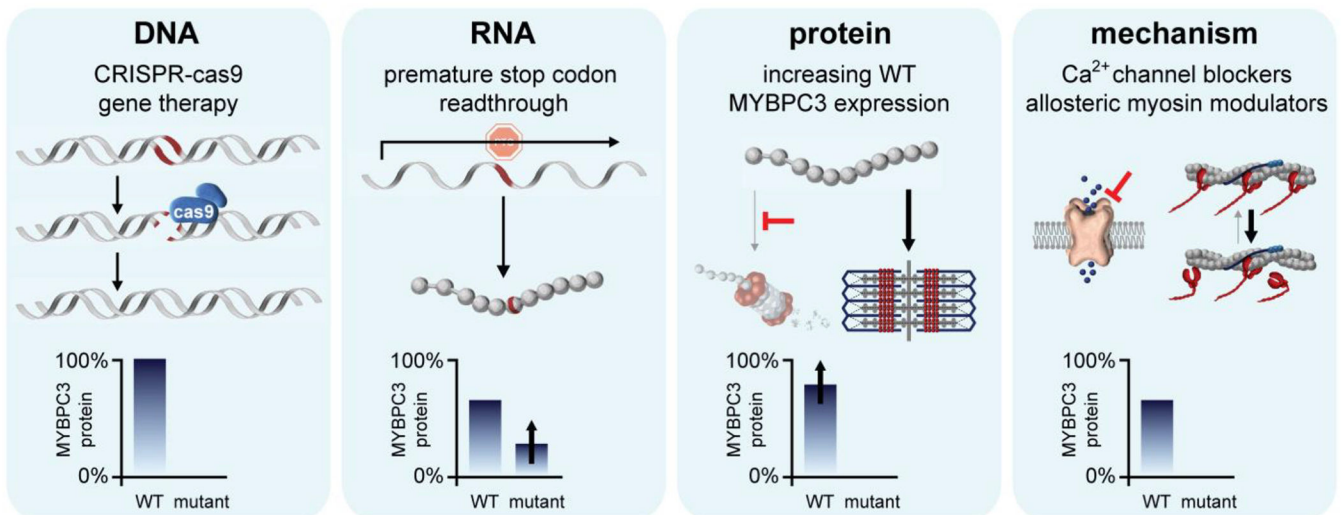 DNA
CRISPR-cas9
gene therapy
cas9
100%
MYBPC3
protein
0%
WT mutant
RNA
premature stop codon
readthrough
100%
MYBPC3
protein
0%
WT mutant
protein
increasing WT
MYBPC3 expression
100%
MYBPC3
protein
0%
WT mutant
mechanism
Ca²⁺ channel blockers
allosteric myosin modulators
100%
MYBPC3
protein
0%
WT mutant